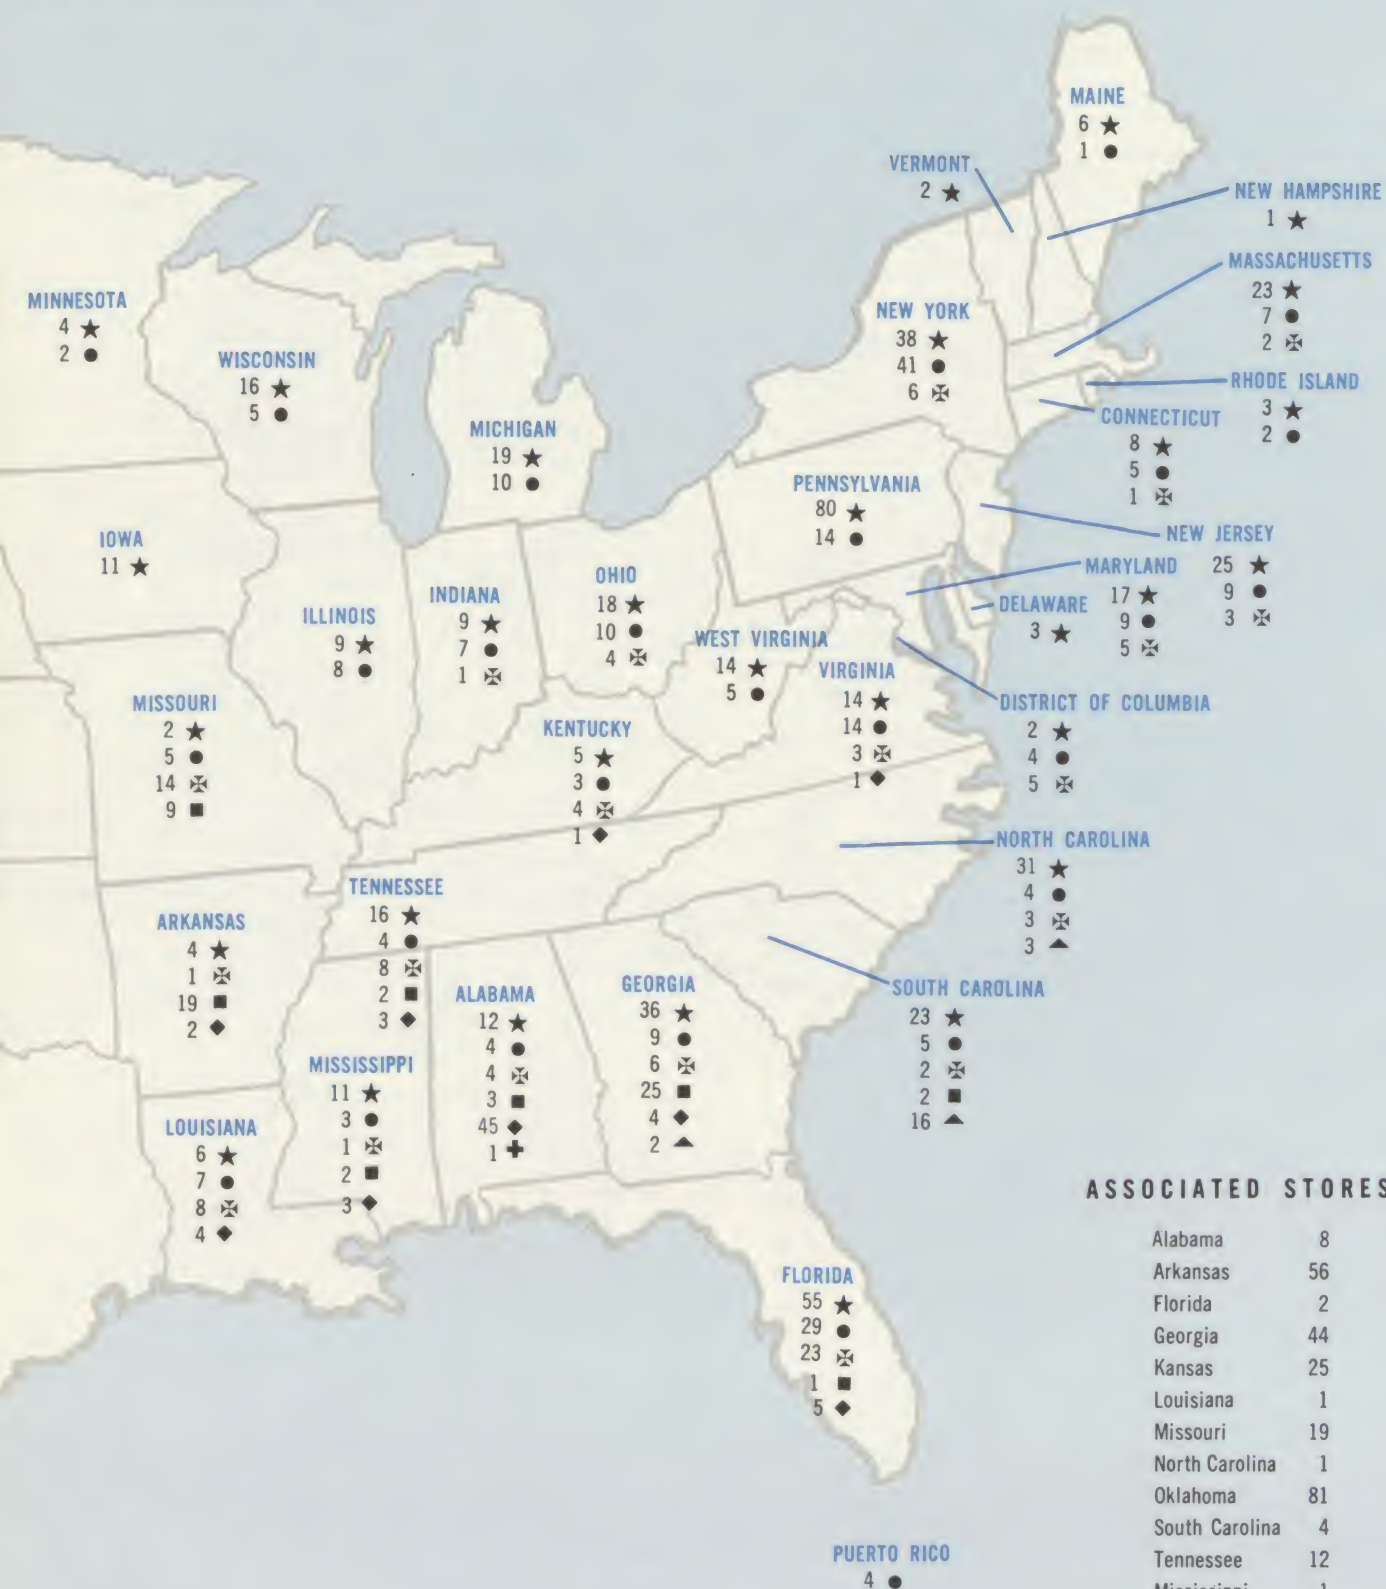 MAINE
6 ★
1 ●
VERMONT
2 ★
NEW HAMPSHIRE
1 ★
MASSACHUSETTS
23 ★
7 ●
2 ✠
NEW YORK
38 ★
41 ●
6 ✠
RHODE ISLAND
3 ★
2 ●
CONNECTICUT
8 ★
5 ●
1 ✠
MINNESOTA
4 ★
2 ●
WISCONSIN
16 ★
5 ●
MICHIGAN
19 ★
10 ●
PENNSYLVANIA
80 ★
14 ●
NEW JERSEY
25 ★
9 ●
3 ✠
MARYLAND
17 ★
9 ●
5 ✠
DELAWARE
3 ★
IOWA
11 ★
ILLINOIS
9 ★
8 ●
INDIANA
9 ★
7 ●
1 ✠
OHIO
18 ★
10 ●
4 ✠
WEST VIRGINIA
14 ★
5 ●
VIRGINIA
14 ★
14 ●
3 ✠
1 ◆
DISTRICT OF COLUMBIA
2 ★
4 ●
5 ✠
MISSOURI
2 ★
5 ●
14 ✠
9 ■
KENTUCKY
5 ★
3 ●
4 ✠
1 ◆
NORTH CAROLINA
31 ★
4 ●
3 ✠
3 ▲
TENNESSEE
16 ★
4 ●
8 ✠
2 ■
3 ◆
ARKANSAS
4 ★
1 ✠
19 ■
2 ◆
ALABAMA
12 ★
4 ●
4 ✠
3 ■
45 ◆
1 ✚
GEORGIA
36 ★
9 ●
6 ✠
25 ■
4 ◆
2 ▲
SOUTH CAROLINA
23 ★
5 ●
2 ✠
2 ■
16 ▲
MISSISSIPPI
11 ★
3 ●
1 ✠
2 ■
3 ◆
LOUISIANA
6 ★
7 ●
8 ✠
4 ◆
FLORIDA
55 ★
29 ●
23 ✠
1 ■
5 ◆
PUERTO RICO
4 ●
ASSOCIATED STORES
Alabama 8
Arkansas 56
Florida 2
Georgia 44
Kansas 25
Louisiana 1
Missouri 19
North Carolina 1
Oklahoma 81
South Carolina 4
Tennessee 12
Mississippi 1